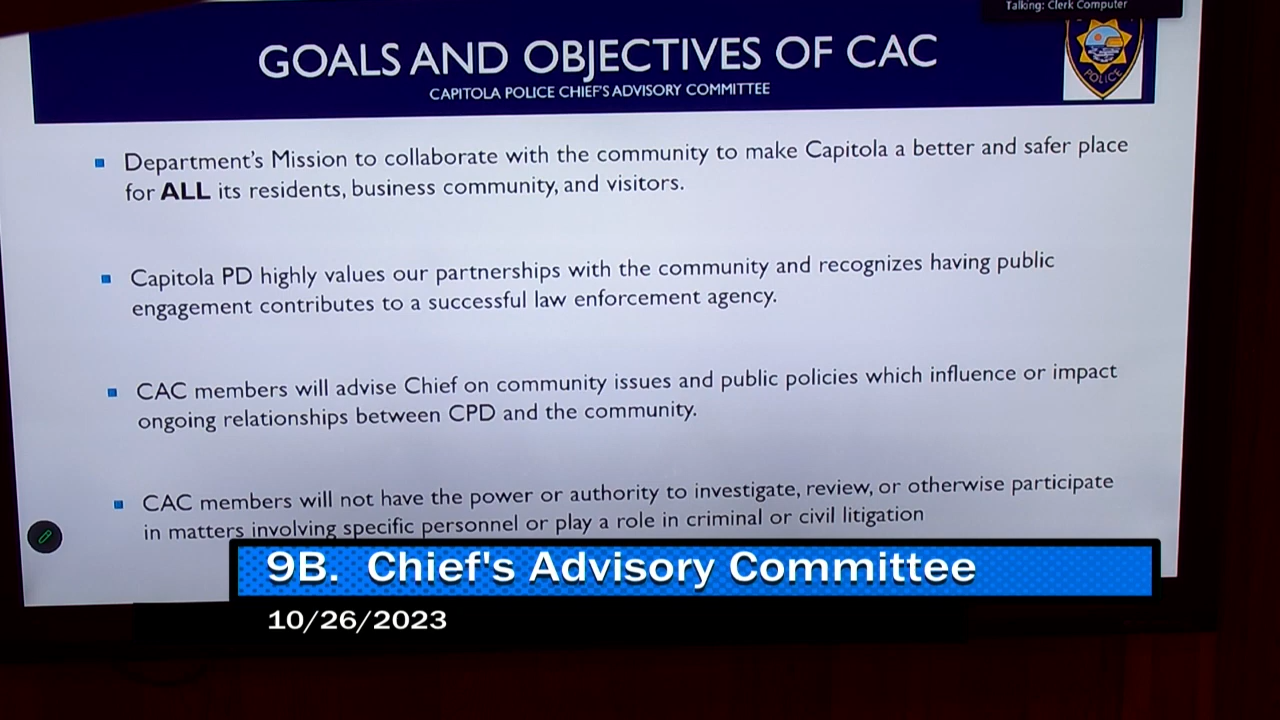 Talking: Clerk Computer
GOALS AND OBJECTIVES OF CAC
CAPITOLA POLICE CHIEF'S ADVISORY COMMITTEE
POLICE
Department's Mission to collaborate with the community to make Capitola a better and safer place
for ALL its residents, business community, and visitors.
Capitola PD highly values our partnerships with the community and recognizes having public
engagement contributes to a successful law enforcement agency.
CAC members will advise Chief on community issues and public policies which influence or impact
ongoing relationships between CPD and the community.
CAC members will not have the power or authority to investigate, review, or otherwise participate
in matters involving specific personnel or play a role in criminal or civil litigation
9B. Chief's Advisory Committee
10/26/2023